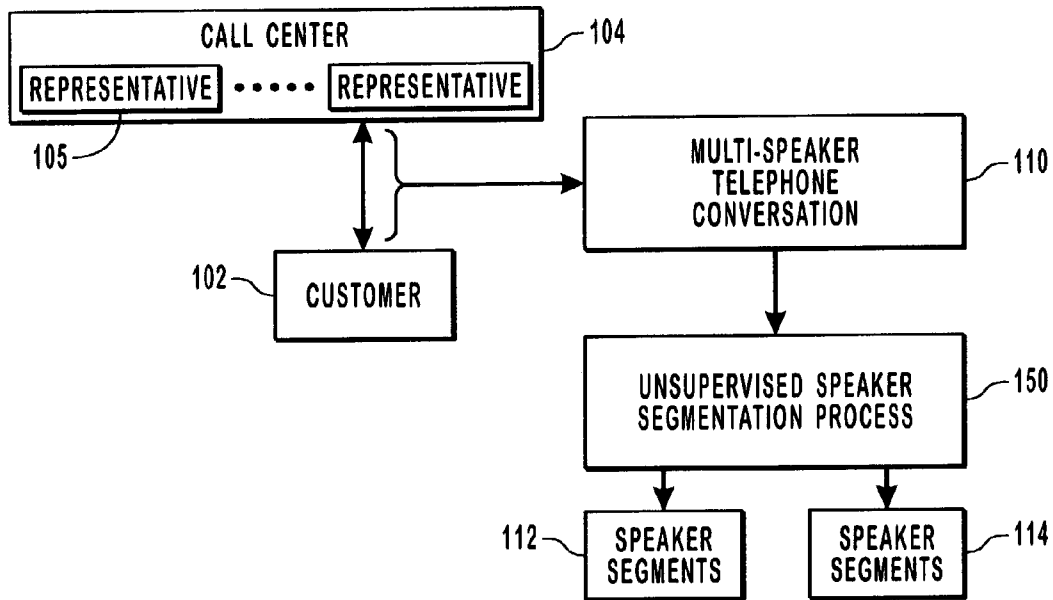 CALL CENTER
104
REPRESENTATIVE ..... REPRESENTATIVE
105
MULTI-SPEAKER
TELEPHONE
CONVERSATION
110
102
CUSTOMER
UNSUPERVISED SPEAKER
SEGMENTATION PROCESS
150
112
SPEAKER
SEGMENTS
SPEAKER
SEGMENTS
114